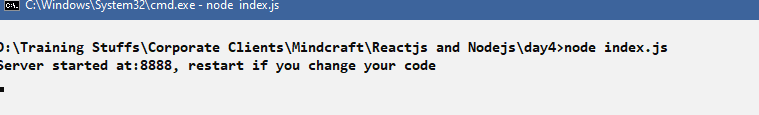 C:\Windows\System32\cmd.exe - node index.js
D:\Training Stuffs\Corporate Clients\Mindcraft\Reactjs and Nodejs\day4>node index.js
Server started at:8888, restart if you change your code